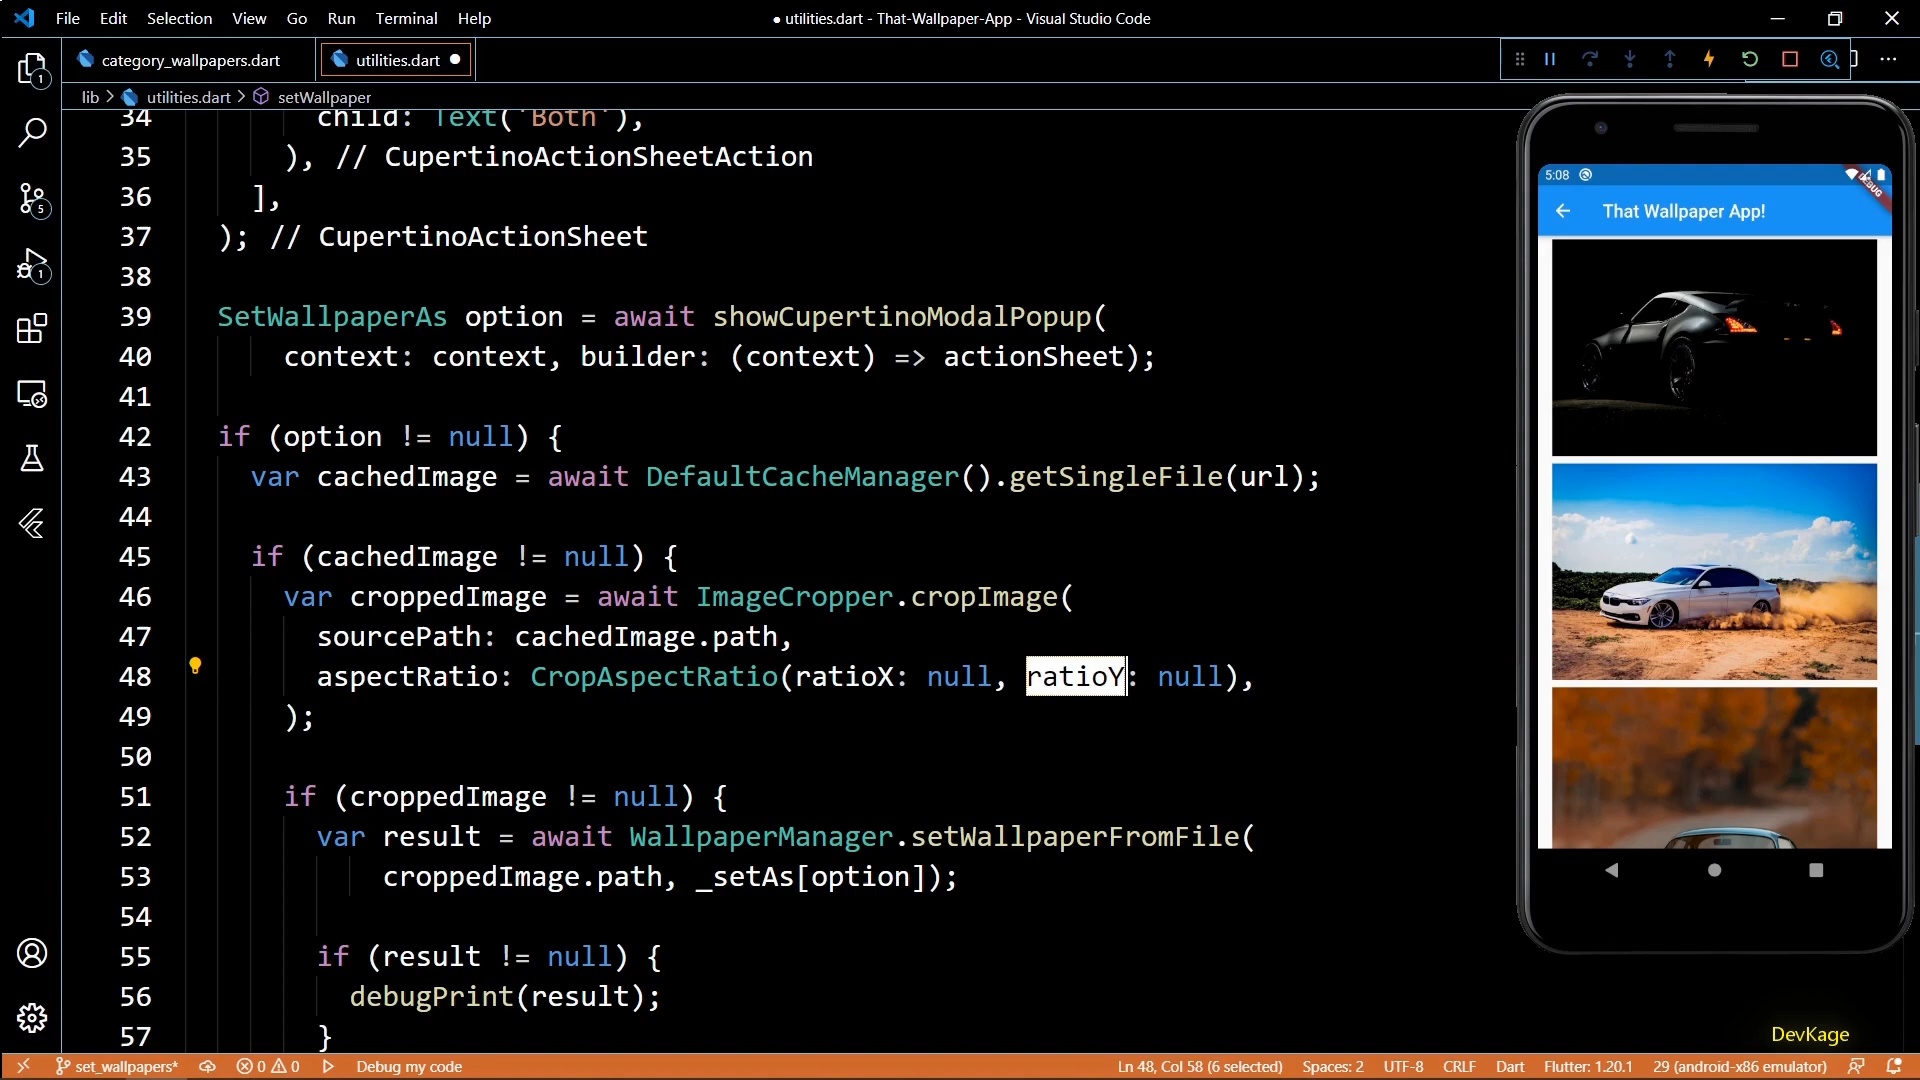 File Edit Selection View Go Run Terminal Help
● utilities.dart - That-Wallpaper-App - Visual Studio Code
category_wallpapers.dart
utilities.dart
lib > utilities.dart > setWallpaper
34 child: Text('Both'),
35 ), // CupertinoActionSheetAction
36 ],
37 ); // CupertinoActionSheet
38
39 SetWallpaperAs option = await showCupertinoModalPopup(
40 context: context, builder: (context) => actionSheet);
41
42 if (option != null) {
43 var cachedImage = await DefaultCacheManager().getSingleFile(url);
44
45 if (cachedImage != null) {
46 var croppedImage = await ImageCropper.cropImage(
47 sourcePath: cachedImage.path,
48 aspectRatio: CropAspectRatio(ratioX: null, ratioY: null),
49 );
50
51 if (croppedImage != null) {
52 var result = await WallpaperManager.setWallpaperFromFile(
53 croppedImage.path, _setAs[option]);
54
55 if (result != null) {
56 debugPrint(result);
57 }
1
5
1
5:08
DEBUG
That Wallpaper App!
DevKage
set_wallpapers* 0 0 Debug my code
Ln 48, Col 58 (6 selected) Spaces: 2 UTF-8 CRLF Dart Flutter: 1.20.1 29 (android-x86 emulator)